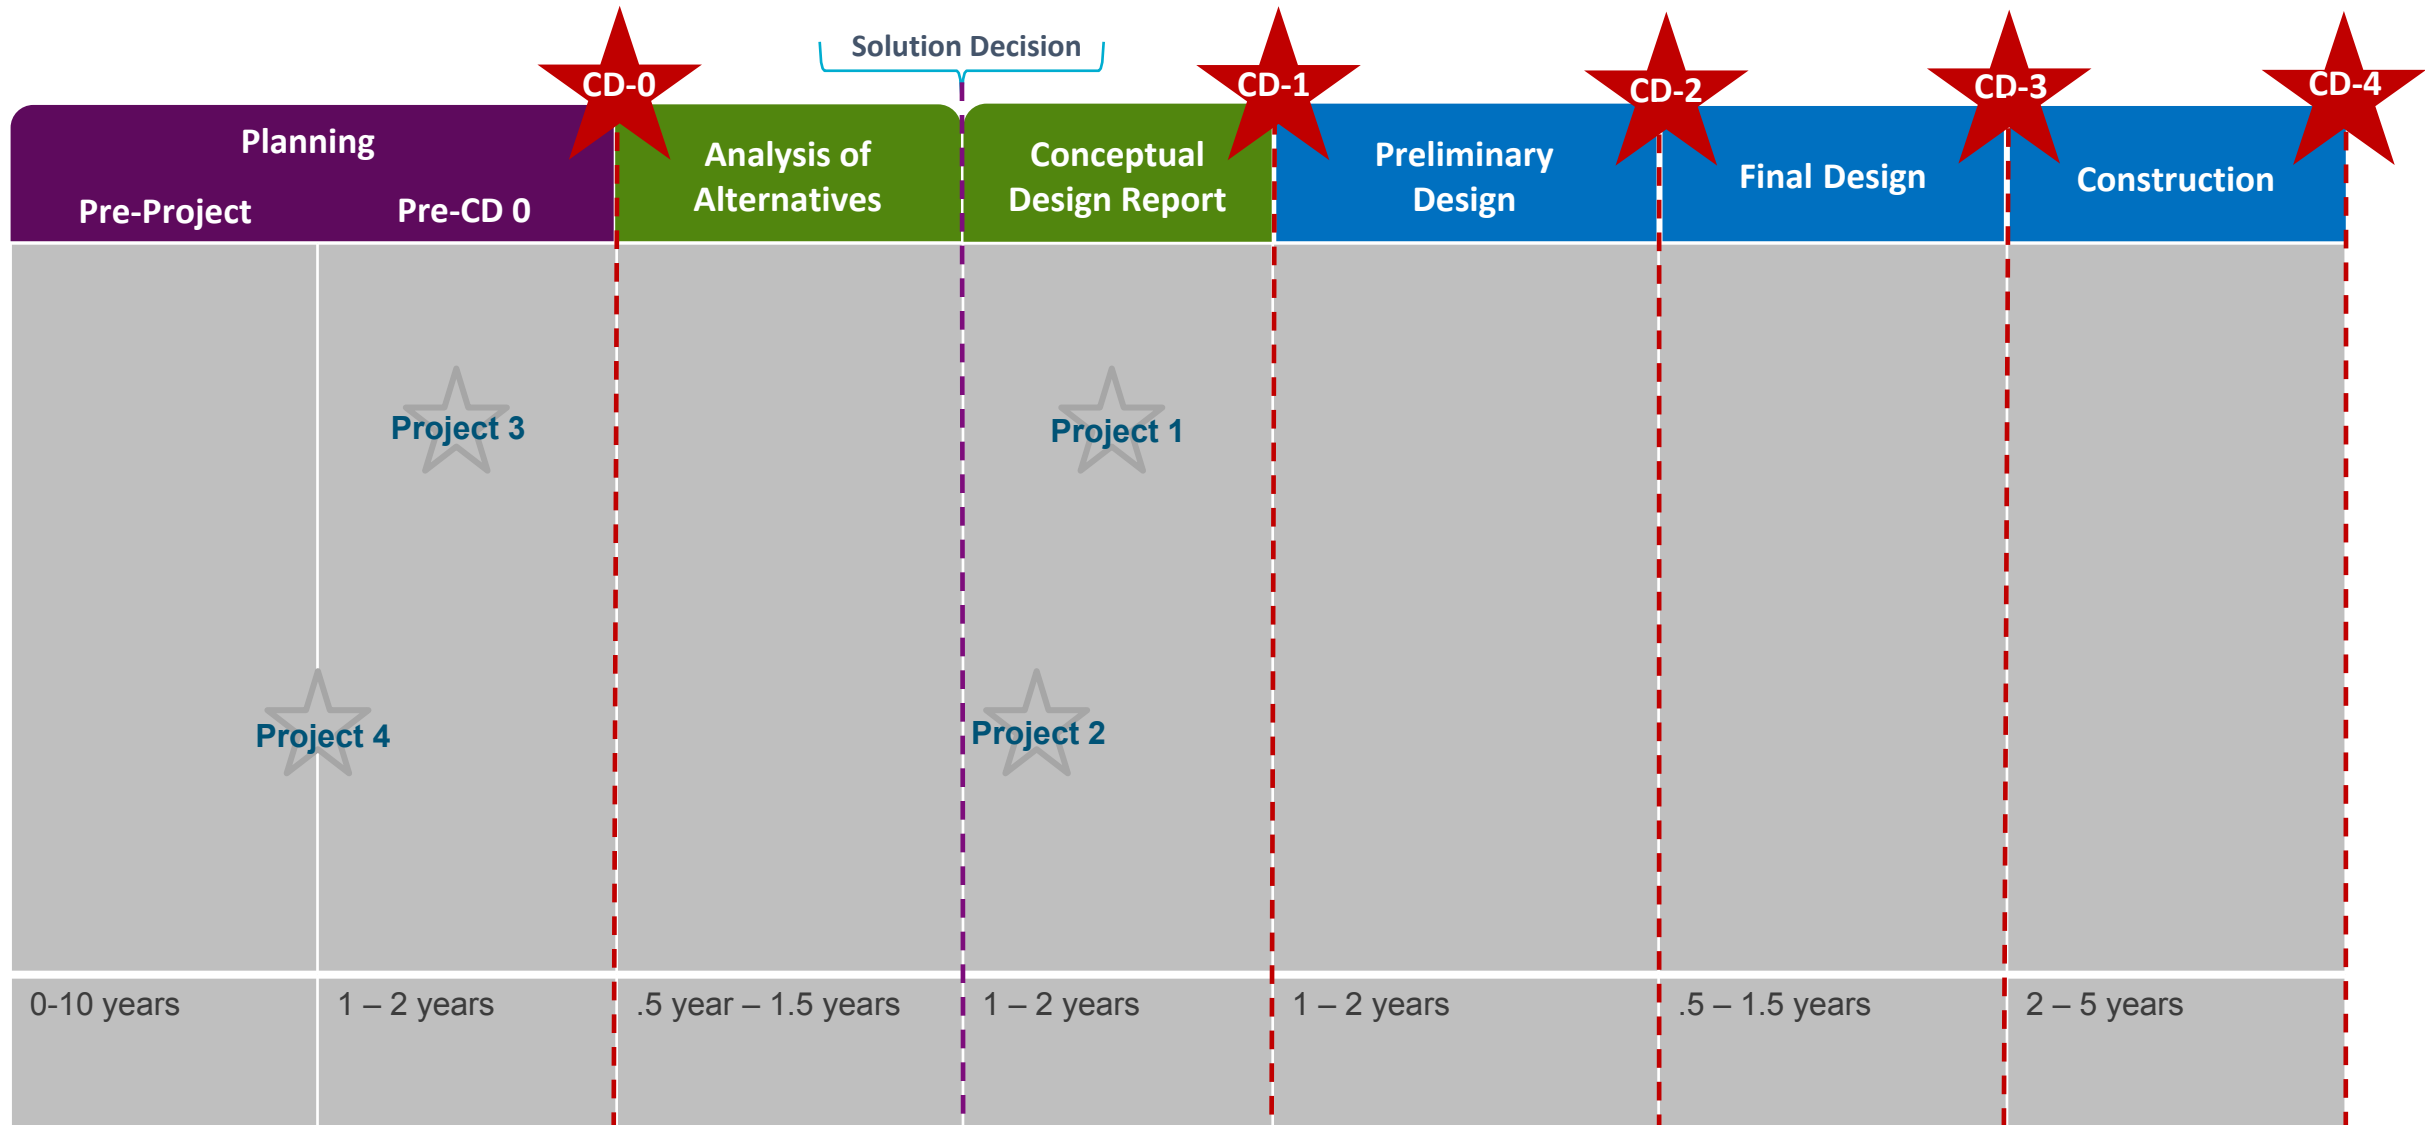 Solution Decision
CD-0
CD-1
CD-2
CD-3
CD-4
Planning
Pre-Project
Pre-CD 0
Analysis of
Alternatives
Conceptual
Design Report
Preliminary
Design
Final Design
Construction
Project 3
Project 1
Project 4
Project 2
0-10 years
1 – 2 years
.5 year – 1.5 years
1 – 2 years
1 – 2 years
.5 – 1.5 years
2 – 5 years